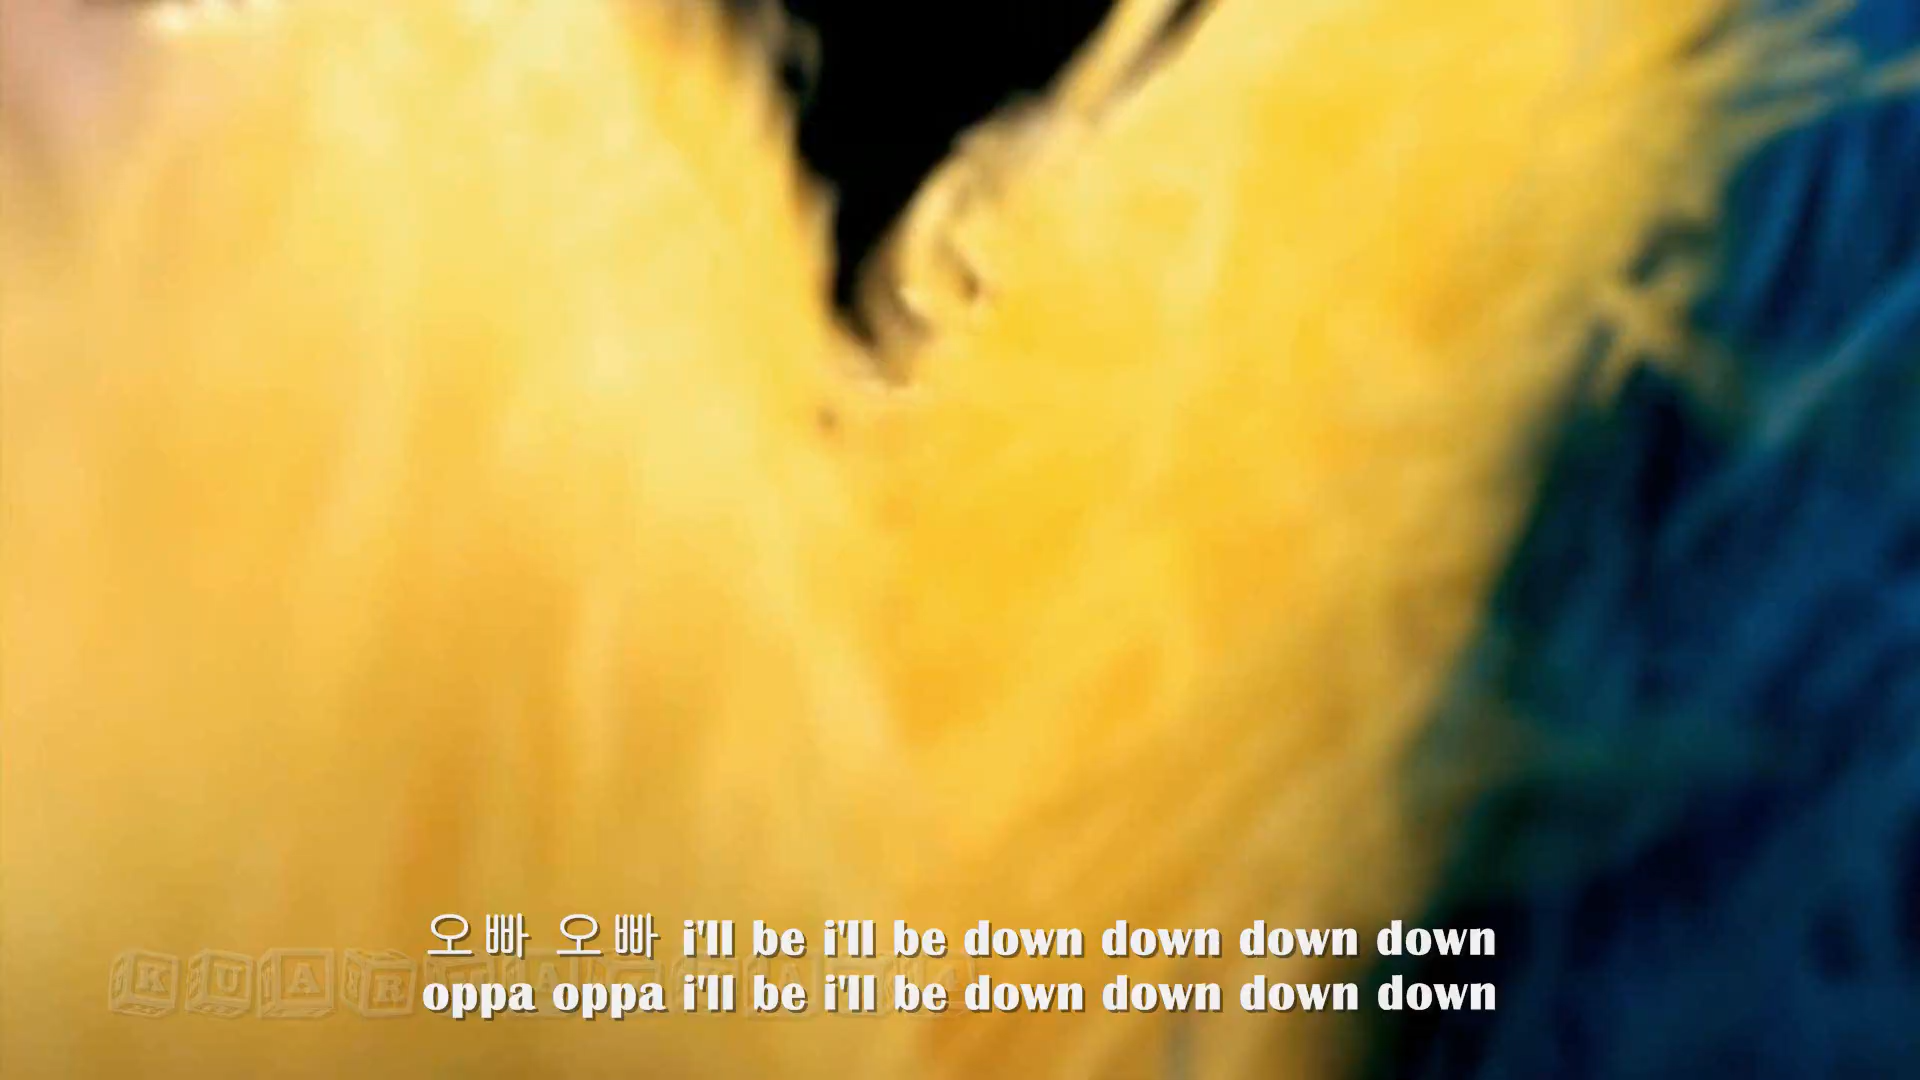 오빠 오빠 i'll be i'll be down down down down
oppa oppa i'll be i'll be down down down down
KUAR